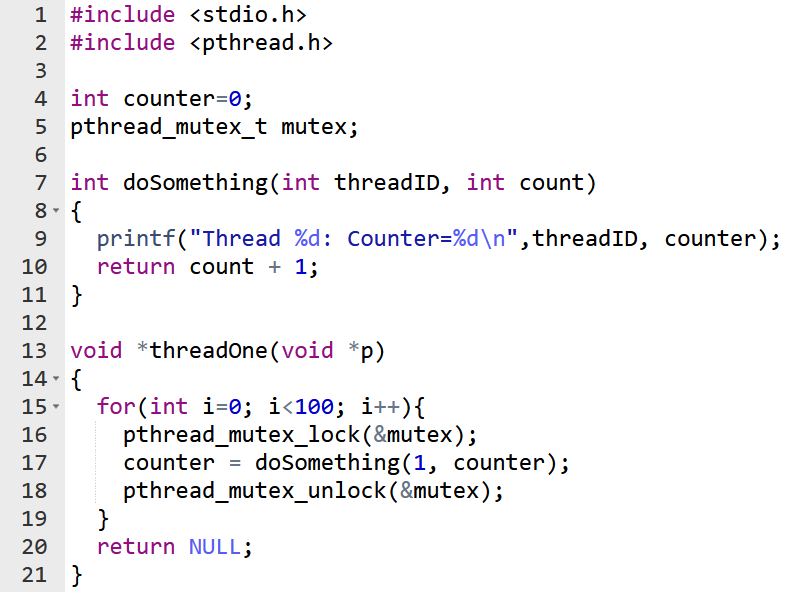 1 #include <stdio.h>
2 #include <pthread.h>
3
4 int counter=0;
5 pthread_mutex_t mutex;
6
7 int doSomething(int threadID, int count)
8 {
9   printf("Thread %d: Counter=%d\n",threadID, counter);
10   return count + 1;
11 }
12
13 void *threadOne(void *p)
14 {
15   for(int i=0; i<100; i++){
16     pthread_mutex_lock(&mutex);
17     counter = doSomething(1, counter);
18     pthread_mutex_unlock(&mutex);
19   }
20   return NULL;
21 }